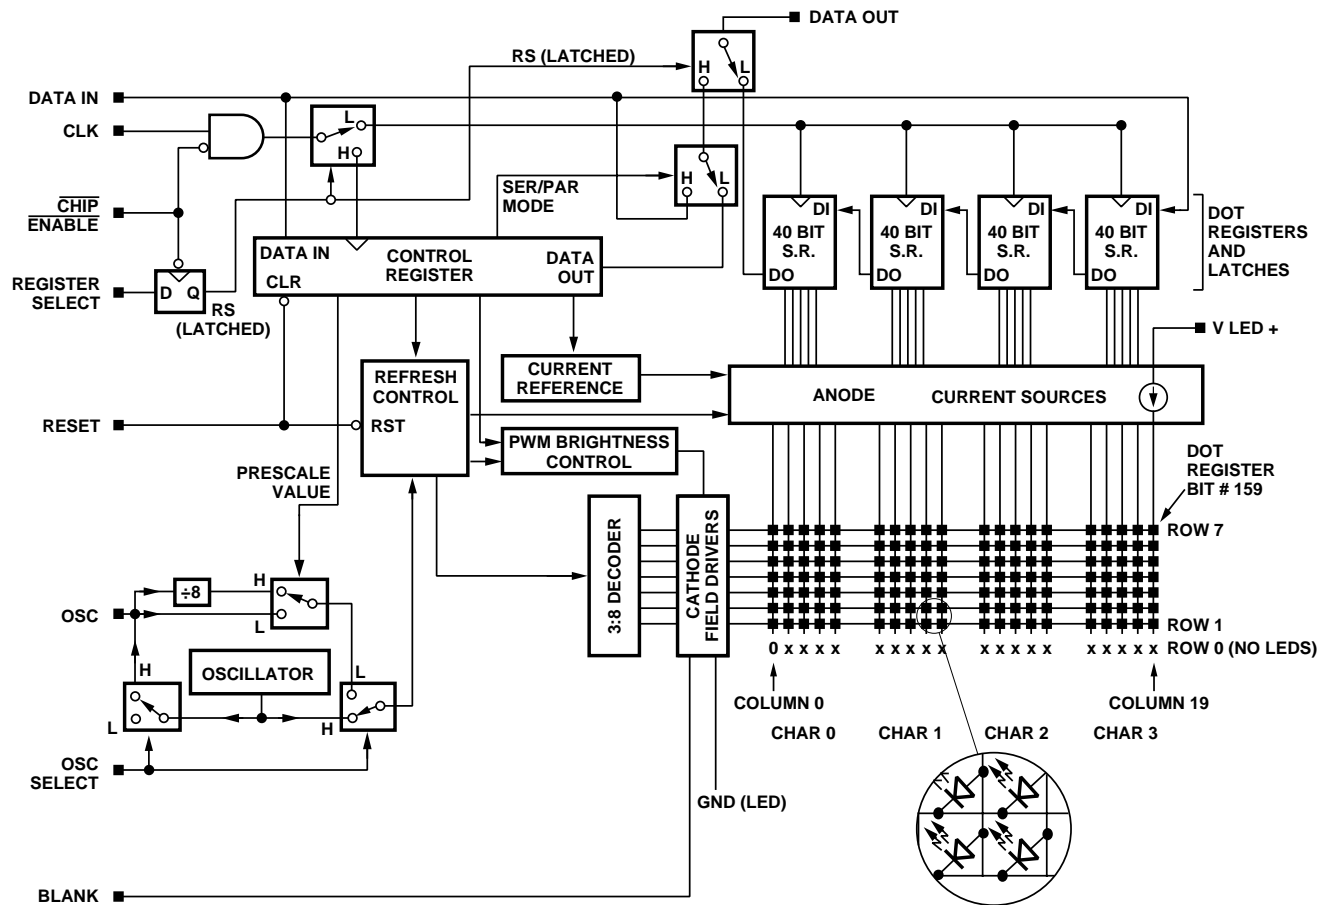 DATA OUT
RS (LATCHED)
H
L
DATA IN
CLK
L
H
H
L
SER/PAR
MODE
CHIP
ENABLE
DI
40 BIT
S.R.
DO
DI
40 BIT
S.R.
DO
DI
40 BIT
S.R.
DO
DI
40 BIT
S.R.
DO
DOT
REGISTERS
AND
LATCHES
DATA IN
CLR
CONTROL
REGISTER
DATA
OUT
REGISTER
SELECT
D Q
RS
(LATCHED)
V LED +
REFRESH
CONTROL
RST
CURRENT
REFERENCE
ANODE
CURRENT SOURCES
RESET
PWM BRIGHTNESS
CONTROL
PRESCALE
VALUE
DOT
REGISTER
BIT # 159
3:8 DECODER
CATHODE
FIELD DRIVERS
ROW 7
ROW 1
ROW 0 (NO LEDS)
0 x x x x
x x x x x
x x x x x
x x x x x
OSC
÷8
H
L
OSCILLATOR
H
L
L
H
OSC
SELECT
COLUMN 0
COLUMN 19
CHAR 0
CHAR 1
CHAR 2
CHAR 3
GND (LED)
BLANK